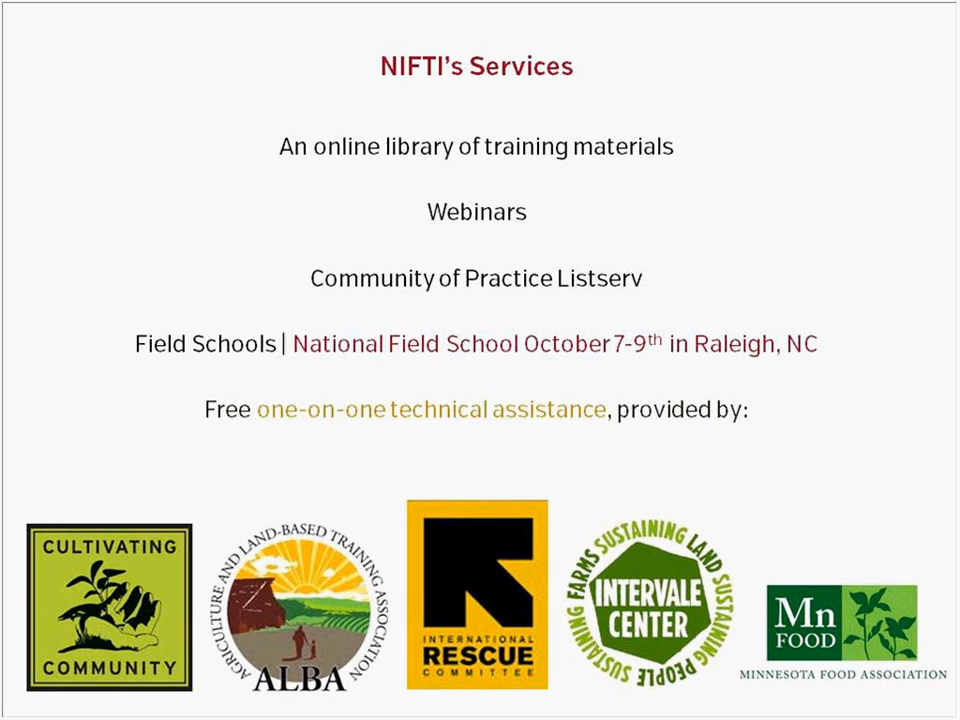 NIFTI's Services
An online library of training materials
Webinars
Community of Practice Listserv
Field Schools | National Field School October 7-9th in Raleigh, NC
Free one-on-one technical assistance, provided by:
CULTIVATING
COMMUNITY
AGRICULTURE AND LAND-BASED TRAINING ASSOCIATION
ALBA
INTERNATIONAL
RESCUE
COMMITTEE
SUSTAINING FARMS SUSTAINING LAND SUSTAINING PEOPLE
INTERVALE
CENTER
Mn
FOOD
MINNESOTA FOOD ASSOCIATION